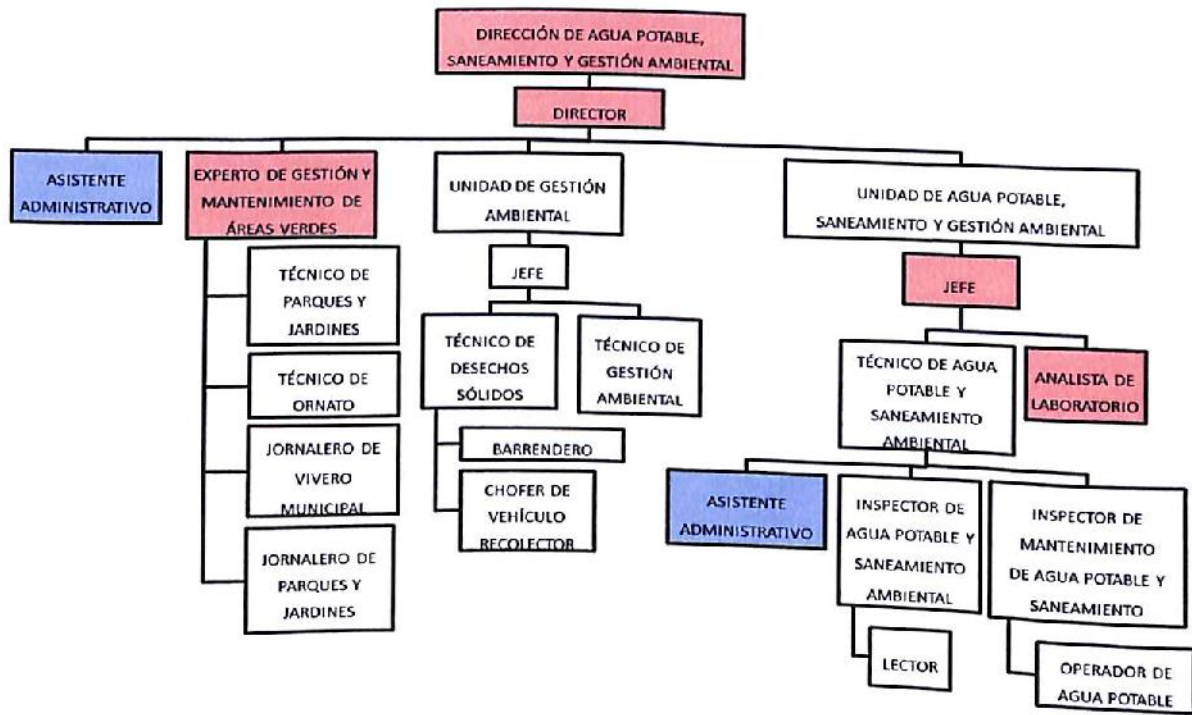 DIRECCIÓN DE AGUA POTABLE,
SANEAMIENTO Y GESTIÓN AMBIENTAL
DIRECTOR
ASISTENTE
ADMINISTRATIVO
EXPERTO DE GESTIÓN Y
MANTENIMIENTO DE
ÁREAS VERDES
TÉCNICO DE
PARQUES Y
JARDINES
TÉCNICO DE
ORNATO
JORNALERO DE
VIVERO
MUNICIPAL
JORNALERO DE
PARQUES Y
JARDINES
UNIDAD DE GESTIÓN
AMBIENTAL
JEFE
TÉCNICO DE
DESECHOS
SÓLIDOS
BARRENDERO
CHOFER DE
VEHÍCULO
RECOLECTOR
TÉCNICO DE
GESTIÓN
AMBIENTAL
UNIDAD DE AGUA POTABLE,
SANEAMIENTO Y GESTIÓN AMBIENTAL
JEFE
TÉCNICO DE AGUA
POTABLE Y
SANEAMIENTO
AMBIENTAL
ANALISTA DE
LABORATORIO
ASISTENTE
ADMINISTRATIVO
INSPECTOR DE
AGUA POTABLE Y
SANEAMIENTO
AMBIENTAL
LECTOR
INSPECTOR DE
MANTENIMIENTO
DE AGUA POTABLE Y
SANEAMIENTO
OPERADOR DE
AGUA POTABLE